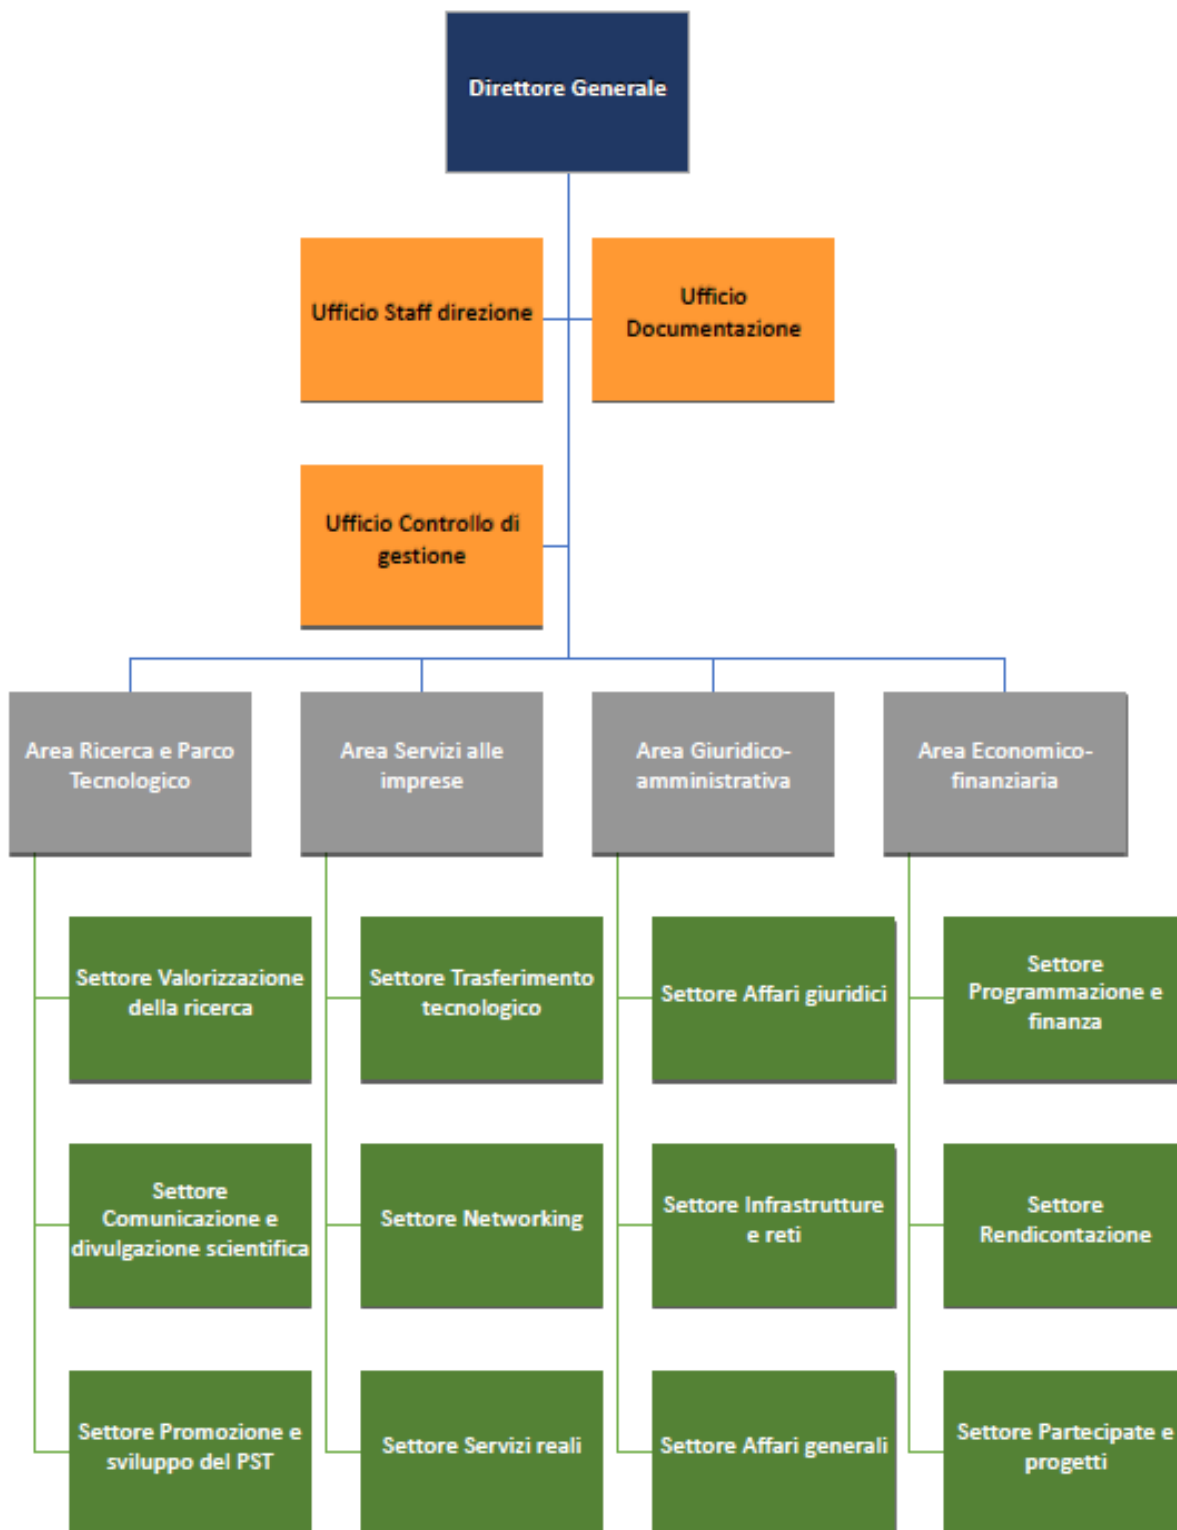 Direttore Generale
Ufficio Staff direzione
Ufficio
Documentazione
Ufficio Controllo di
gestione
Area Ricerca e Parco
Tecnologico
Area Servizi alle
imprese
Area Giuridico-
amministrativa
Area Economico-
finanziaria
Settore Valorizzazione
della ricerca
Settore Trasferimento
tecnologico
Settore Affari giuridici
Settore
Programmazione e
finanza
Settore
Comunicazione e
divulgazione scientifica
Settore Networking
Settore Infrastrutture
e reti
Settore
Rendicontazione
Settore Promozione e
sviluppo del PST
Settore Servizi reali
Settore Affari generali
Settore Partecipate e
progetti